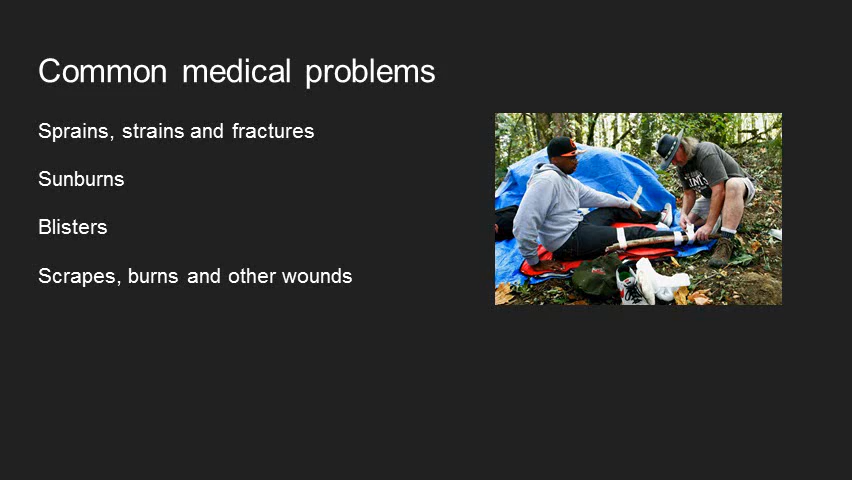 Common medical problems
Sprains, strains and fractures
Sunburns
Blisters
Scrapes, burns and other wounds